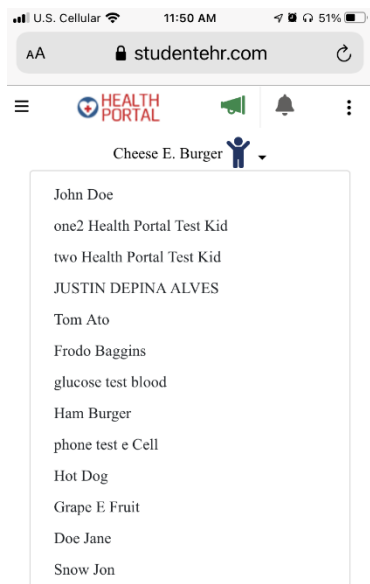 U.S. Cellular 11:50 AM 51%
AA studentehr.com
HEALTH
PORTAL
Cheese E. Burger
John Doe
one2 Health Portal Test Kid
two Health Portal Test Kid
JUSTIN DEPINA ALVES
Tom Ato
Frodo Baggins
glucose test blood
Ham Burger
phone test e Cell
Hot Dog
Grape E Fruit
Doe Jane
Snow Jon